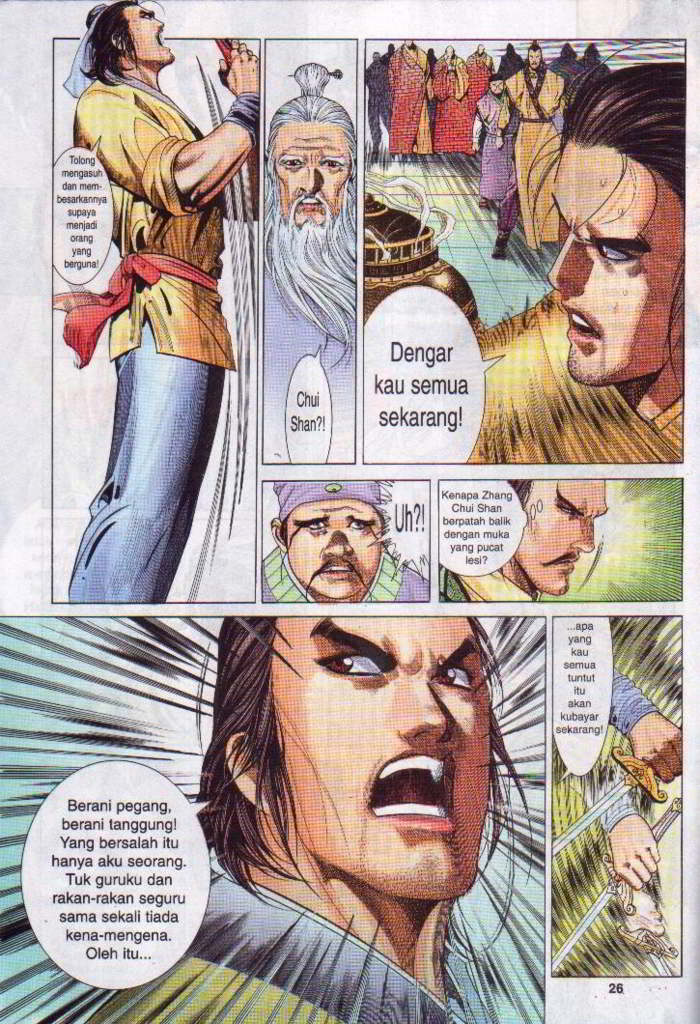 Tolong
mengasuh
dan mem-
besarkannya
supaya
menjadi
orang
yang
berguna!
Chui
Shan?!
Dengar
kau semua
sekarang!
Uh?!
Kenapa Zhang
Chui Shan
berpatah balik
dengan muka
yang pucat
lesi?
Berani pegang,
berani tanggung!
Yang bersalah itu
hanya aku seorang.
Tuk guruku dan
rakan-rakan seguru
sama sekali tiada
kena-mengena.
Oleh itu...
...apa
yang
kau
semua
tuntut
itu
akan
kubayar
sekarang!
26